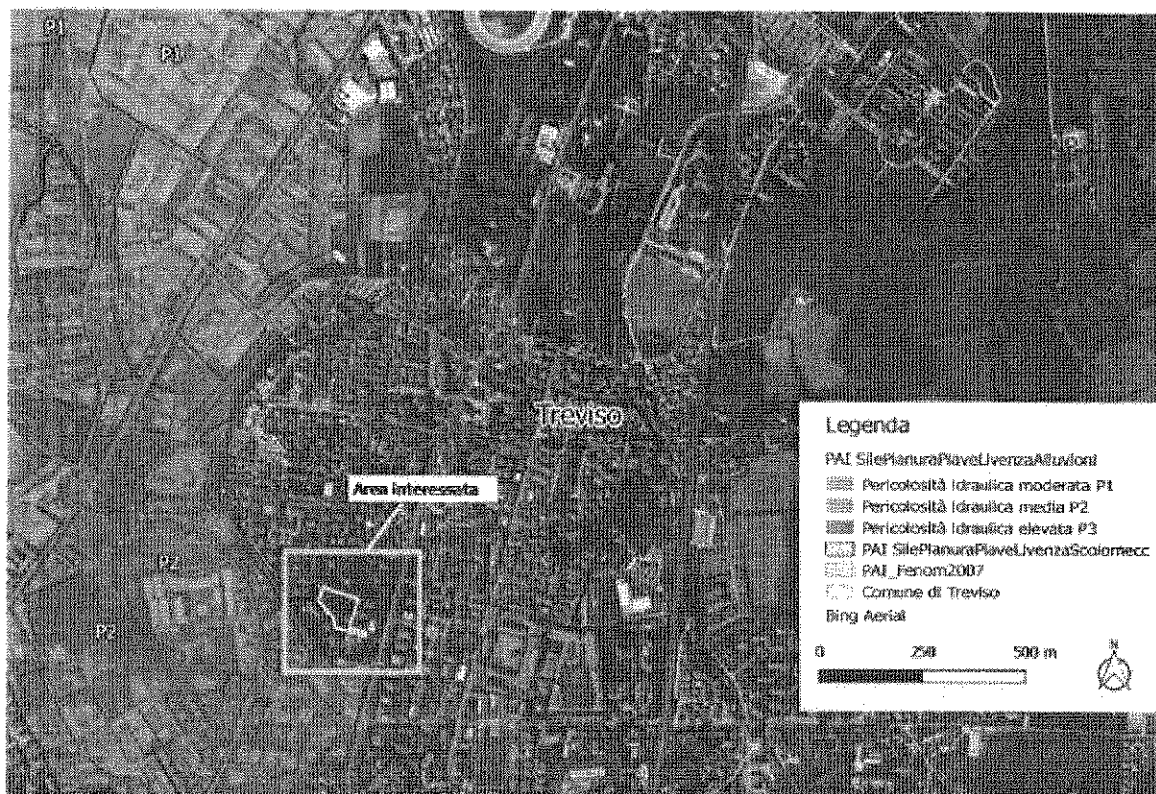 P1
P1
Treviso
Area interessata
P2
P2
Legenda
PAI SilePianuraPiaveLivenzaAlluvioni
Pericolosità Idraulica moderata P1
Pericolosità Idraulica media P2
Pericolosità Idraulica elevata P3
PAI SilePianuraPiaveLivenzaScolomecc
PAI_Fenom2007
Comune di Treviso
Bing Aerial
0 250 500 m
N